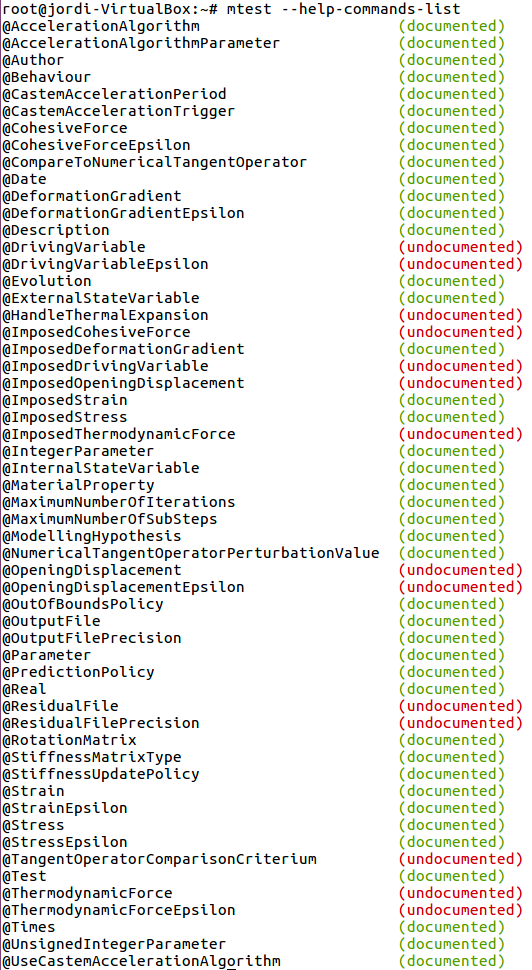 root@jordi-VirtualBox:~# mtest --help-commands-list
@AccelerationAlgorithm (documented)
@AccelerationAlgorithmParameter (documented)
@Author (documented)
@Behaviour (documented)
@CastemAccelerationPeriod (documented)
@CastemAccelerationTrigger (documented)
@CohesiveForce (documented)
@CohesiveForceEpsilon (documented)
@CompareToNumericalTangentOperator (documented)
@Date (documented)
@DeformationGradient (documented)
@DeformationGradientEpsilon (documented)
@Description (documented)
@DrivingVariable (undocumented)
@DrivingVariableEpsilon (undocumented)
@Evolution (documented)
@ExternalStateVariable (documented)
@HandleThermalExpansion (undocumented)
@ImposedCohesiveForce (undocumented)
@ImposedDeformationGradient (documented)
@ImposedDrivingVariable (undocumented)
@ImposedOpeningDisplacement (undocumented)
@ImposedStrain (documented)
@ImposedStress (documented)
@ImposedThermodynamicForce (undocumented)
@IntegerParameter (documented)
@InternalStateVariable (documented)
@MaterialProperty (documented)
@MaximumNumberOfIterations (documented)
@MaximumNumberOfSubSteps (documented)
@ModellingHypothesis (documented)
@NumericalTangentOperatorPerturbationValue (documented)
@OpeningDisplacement (undocumented)
@OpeningDisplacementEpsilon (undocumented)
@OutOfBoundsPolicy (documented)
@OutputFile (documented)
@OutputFilePrecision (documented)
@Parameter (documented)
@PredictionPolicy (documented)
@Real (documented)
@ResidualFile (undocumented)
@ResidualFilePrecision (undocumented)
@RotationMatrix (documented)
@StiffnessMatrixType (documented)
@StiffnessUpdatePolicy (documented)
@Strain (documented)
@StrainEpsilon (documented)
@Stress (documented)
@StressEpsilon (documented)
@TangentOperatorComparisonCriterium (undocumented)
@Test (documented)
@ThermodynamicForce (undocumented)
@ThermodynamicForceEpsilon (undocumented)
@Times (documented)
@UnsignedIntegerParameter (documented)
@UseCastemAccelerationAlgorithm (documented)